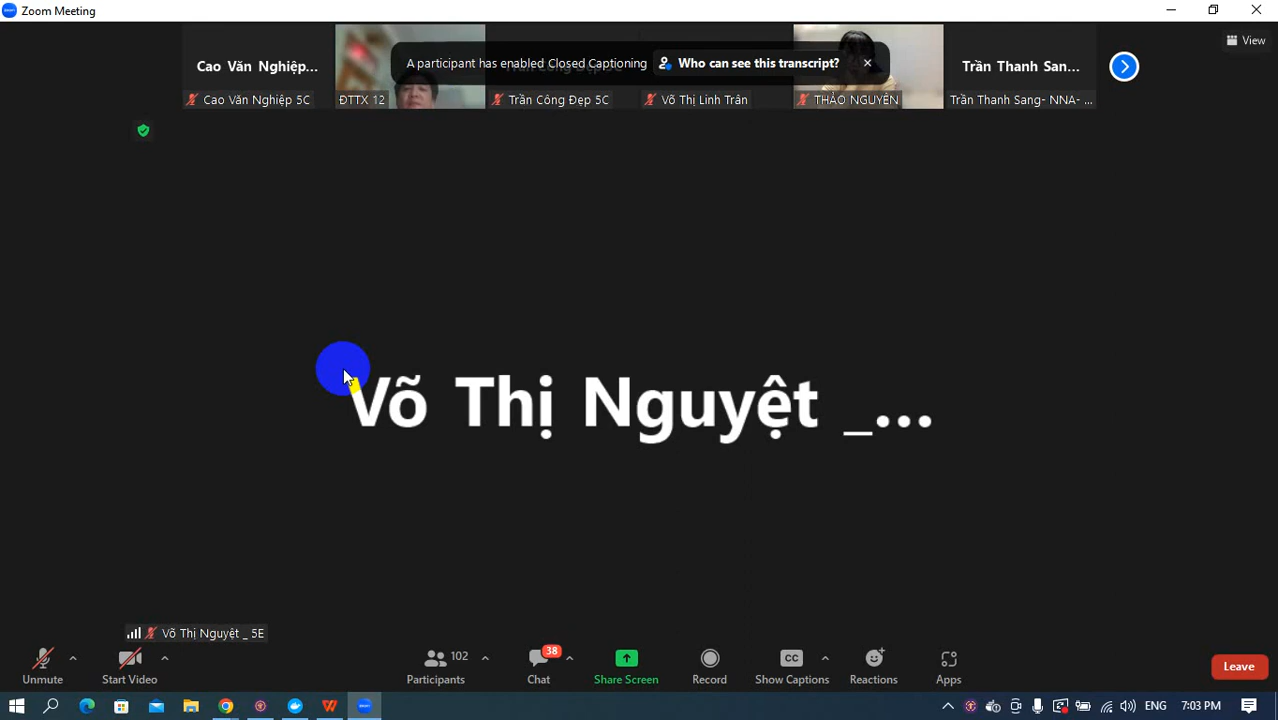 Zoom Meeting
View
Cao Văn Nghiệp...
Trần Thanh San...
A participant has enabled Closed Captioning
Who can see this transcript?
Cao Văn Nghiệp 5C
ĐTTX 12
Trần Công Đẹp 5C
Võ Thị Linh Trân
THẢO NGUYÊN
Trần Thanh Sang- NNA- ...
Võ Thị Nguyệt _...
Võ Thị Nguyệt _ 5E
Unmute
Start Video
102
Participants
38
Chat
Share Screen
Record
CC
Show Captions
Reactions
Apps
Leave
ENG
7:03 PM